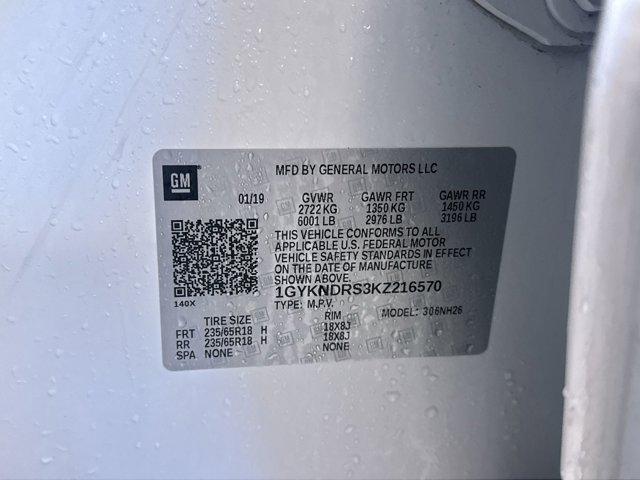 GM
MFD BY GENERAL MOTORS LLC
01/19 GVWR GAWR FRT GAWR RR
2722 KG 1350 KG 1450 KG
6001 LB 2976 LB 3196 LB
THIS VEHICLE CONFORMS TO ALL
APPLICABLE U.S. FEDERAL MOTOR
VEHICLE SAFETY STANDARDS IN EFFECT
ON THE DATE OF MANUFACTURE
SHOWN ABOVE.
1GYKNDRS3KZ216570
140X
TYPE: M.P.V. MODEL: 306NH26
TIRE SIZE RIM
FRT 235/65R18 H 18X8J
RR 235/65R18 H 18X8J
SPA NONE NONE